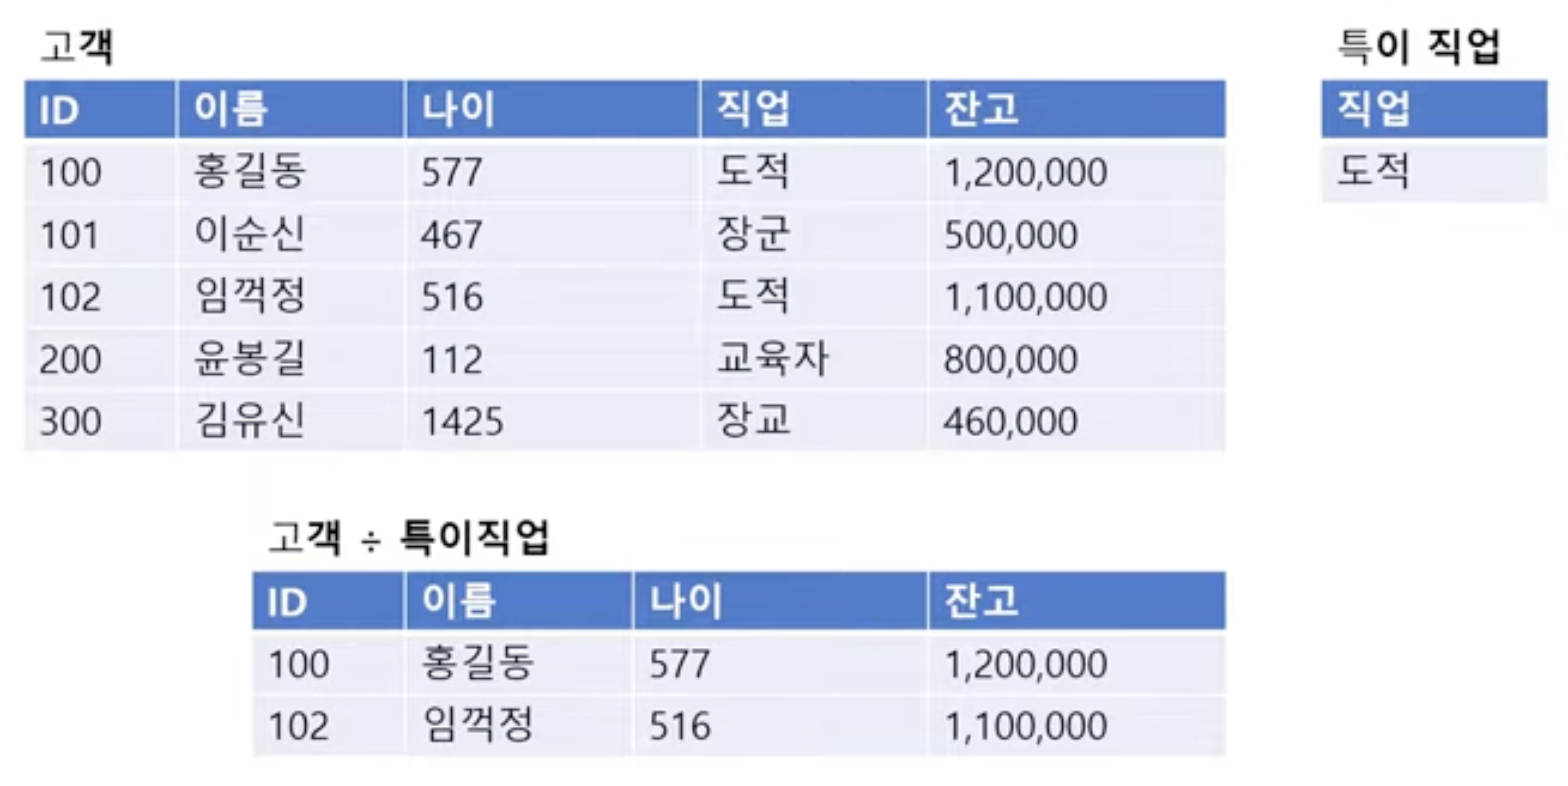 고객
특이 직업
ID 이름 나이 직업 잔고
직업
100 홍길동 577 도적 1,200,000
도적
101 이순신 467 장군 500,000
102 임꺽정 516 도적 1,100,000
200 윤봉길 112 교육자 800,000
300 김유신 1425 장교 460,000
고객 ÷ 특이직업
ID 이름 나이 잔고
100 홍길동 577 1,200,000
102 임꺽정 516 1,100,000